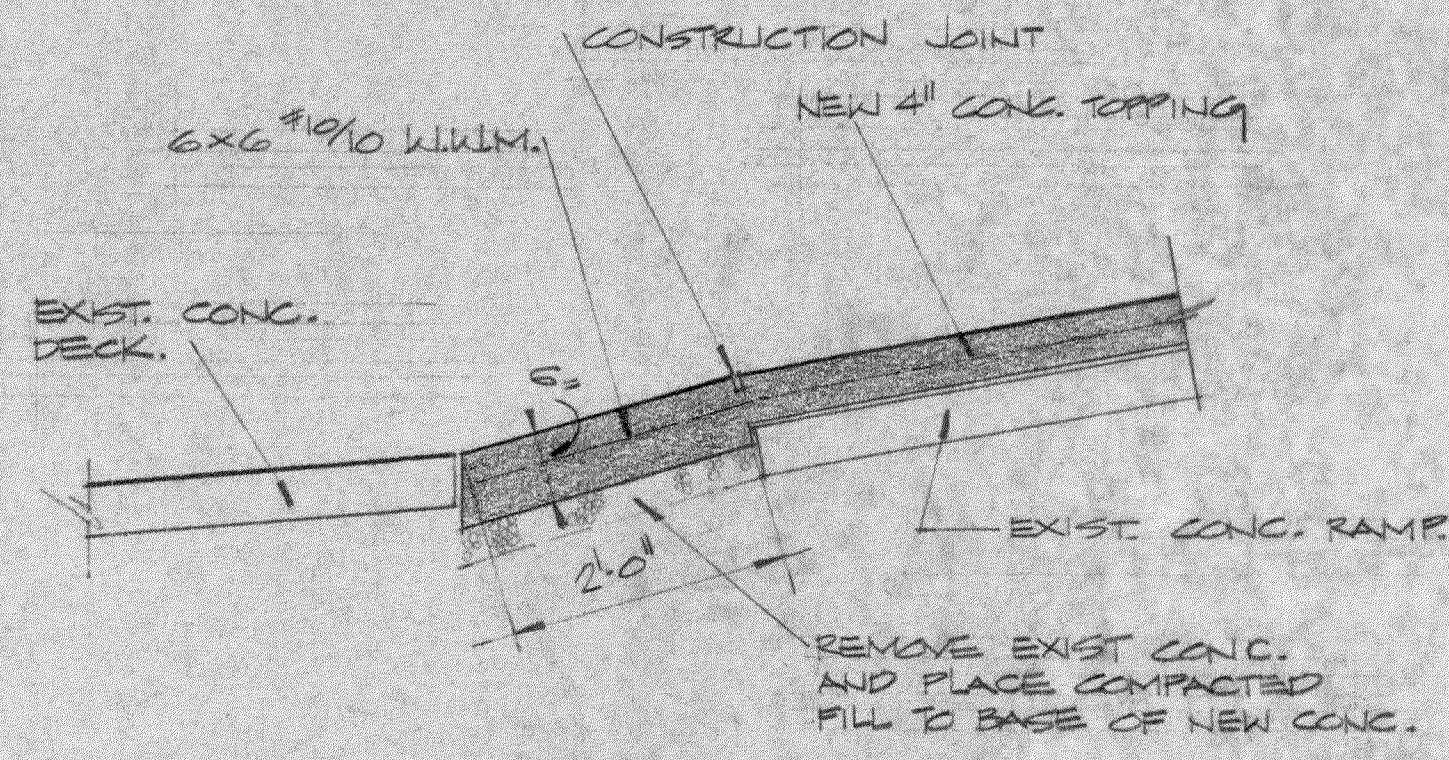 CONSTRUCTION JOINT
NEW 4" CONC. TOPPING
6x6 #10/10 W.W.M.
EXIST. CONC.
DECK.
6"
2'-0"
EXIST. CONC. RAMP.
REMOVE EXIST CONC.
AND PLACE COMPACTED
FILL TO BASE OF NEW CONC.